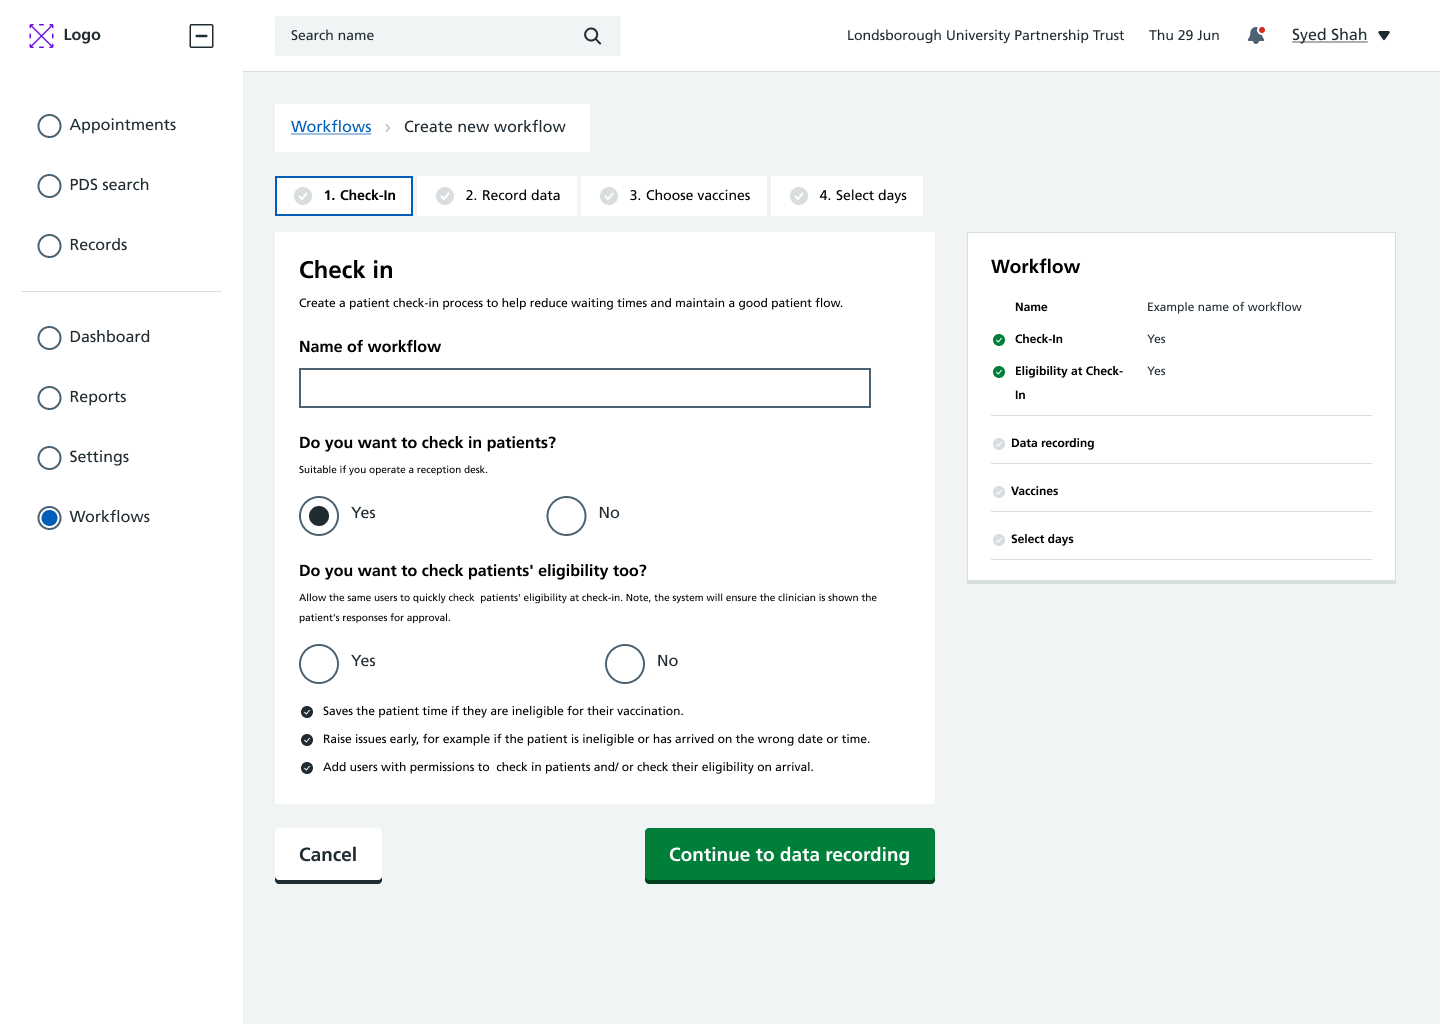 Logo
Search name
Londsborough University Partnership Trust
Thu 29 Jun
Syed Shah
Appointments
PDS search
Records
Dashboard
Reports
Settings
Workflows
Workflows › Create new workflow
1. Check-In
2. Record data
3. Choose vaccines
4. Select days
Check in
Create a patient check-in process to help reduce waiting times and maintain a good patient flow.
Name of workflow
Do you want to check in patients?
Suitable if you operate a reception desk.
Yes
No
Do you want to check patients' eligibility too?
Allow the same users to quickly check  patients' eligibility at check-in. Note, the system will ensure the clinician is shown the
patient's responses for approval.
Yes
No
Saves the patient time if they are ineligible for their vaccination.
Raise issues early, for example if the patient is ineligible or has arrived on the wrong date or time.
Add users with permissions to  check in patients and/ or check their eligibility on arrival.
Cancel
Continue to data recording
Workflow
Name Example name of workflow
Check-In Yes
Eligibility at Check- Yes
In
Data recording
Vaccines
Select days